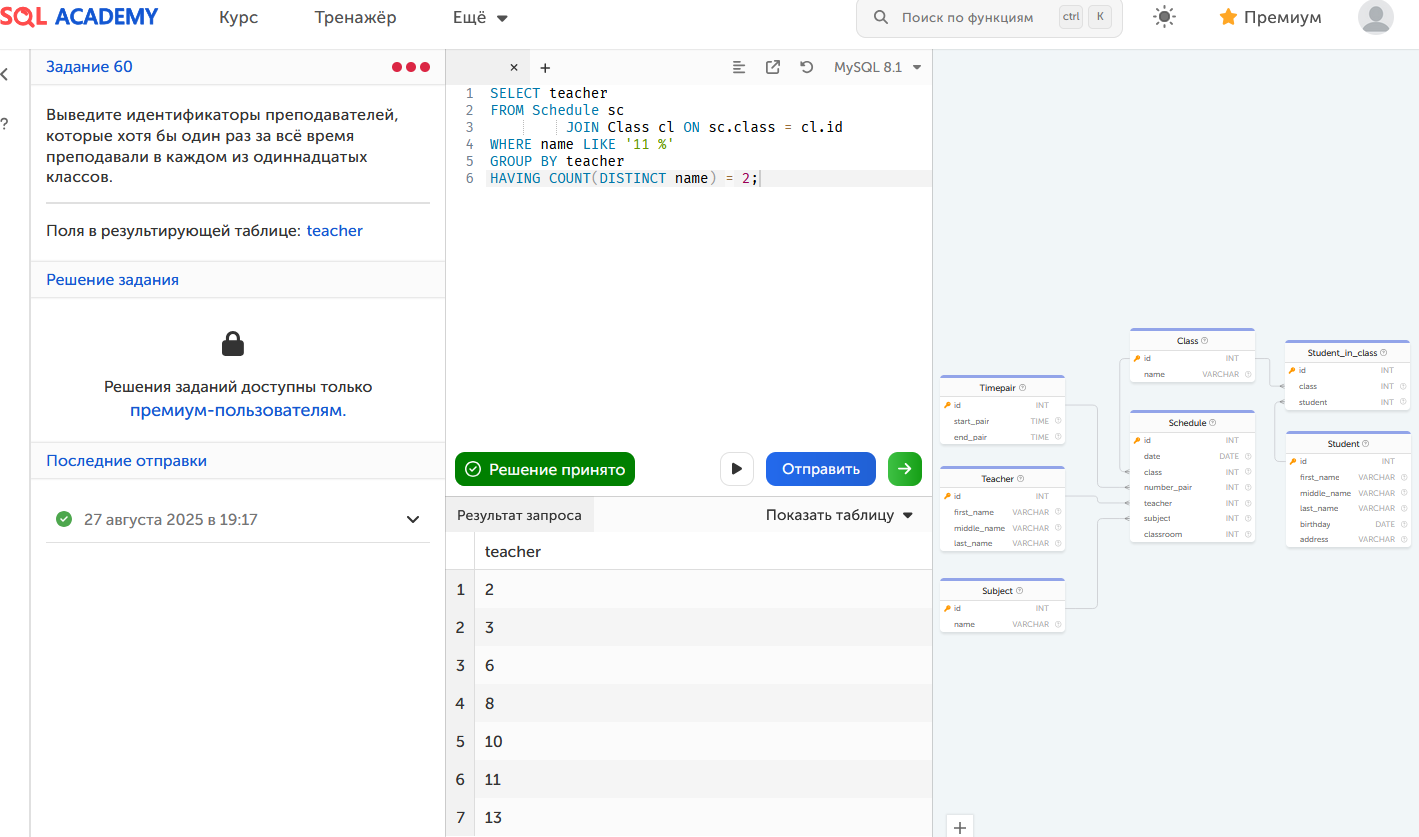 SQL ACADEMY
Курс
Тренажёр
Ещё
Поиск по функциям
ctrl
K
Премиум
?
Задание 60
Выведите идентификаторы преподавателей,
которые хотя бы один раз за всё время
преподавали в каждом из одиннадцатых
классов.
Поля в результирующей таблице: teacher
Решение задания
Решения заданий доступны только
премиум-пользователям.
Последние отправки
27 августа 2025 в 19:17
MySQL 8.1
1 SELECT teacher
2 FROM Schedule sc
3 JOIN Class cl ON sc.class = cl.id
4 WHERE name LIKE '11 %'
5 GROUP BY teacher
6 HAVING COUNT(DISTINCT name) = 2;
Решение принято
Отправить
Результат запроса
Показать таблицу
teacher
1 2
2 3
3 6
4 8
5 10
6 11
7 13
Timepair
id INT
start_pair TIME
end_pair TIME
Teacher
id INT
first_name VARCHAR
middle_name VARCHAR
last_name VARCHAR
Subject
id INT
name VARCHAR
Class
id INT
name VARCHAR
Schedule
id INT
date DATE
class INT
number_pair INT
teacher INT
subject INT
classroom INT
Student_in_class
id INT
class INT
student INT
Student
id INT
first_name VARCHAR
middle_name VARCHAR
last_name VARCHAR
birthday DATE
address VARCHAR